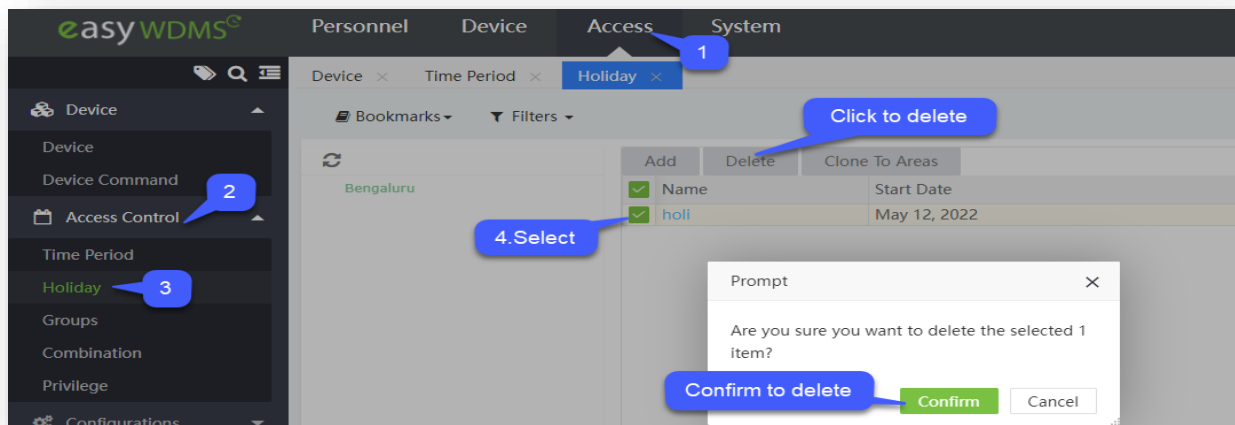 easy WDMS
Personnel Device Access System
1
Device × Time Period × Holiday ×
Device
Bookmarks Filters
Click to delete
Device
Add Delete Clone To Areas
Device Command
Bengaluru
Name Start Date
2
Access Control
holi May 12, 2022
4.Select
Time Period
Prompt
Holiday
3
Groups
Are you sure you want to delete the selected 1
item?
Combination
Privilege
Confirm to delete
Confirm Cancel
Configurations